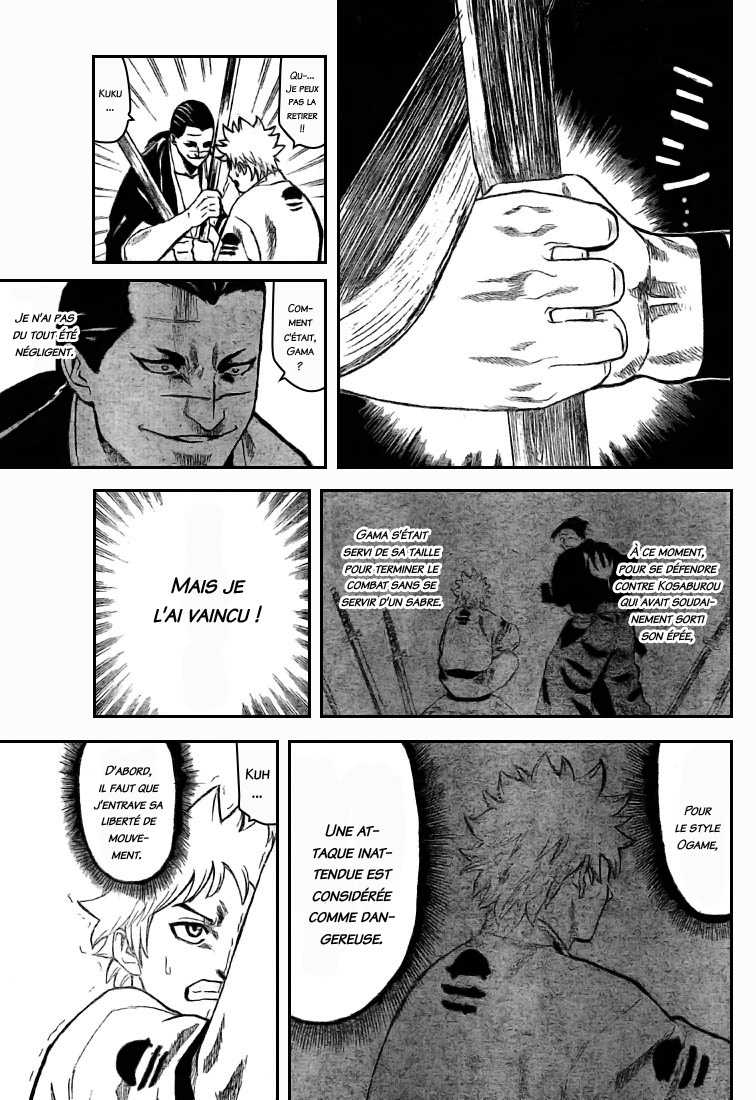 QU-...
JE PEUX
PAS LA
RETIRER
!!
KUKU
...
COM-
MENT
C'ÉTAIT,
GAMA
?
JE N'AI PAS
DU TOUT ÉTÉ
NÉGLIGENT.
À CE MOMENT,
POUR SE DÉFENDRE
CONTRE KOSABUROU
QUI AVAIT SOUDAI-
NEMENT SORTI
SON ÉPÉE,
GAMA S'ÉTAIT
SERVI DE SA TAILLE
POUR TERMINER LE
COMBAT SANS SE
SERVIR D'UN SABRE.
MAIS JE
L'AI VAINCU !
POUR
LE STYLE
OGAME,
UNE AT-
TAQUE INAT-
TENDUE EST
CONSIDÉRÉE
COMME DAN-
GEREUSE.
KUH
...
D'ABORD,
IL FAUT QUE
J'ENTRAVE SA
LIBERTÉ DE
MOUVE-
MENT.